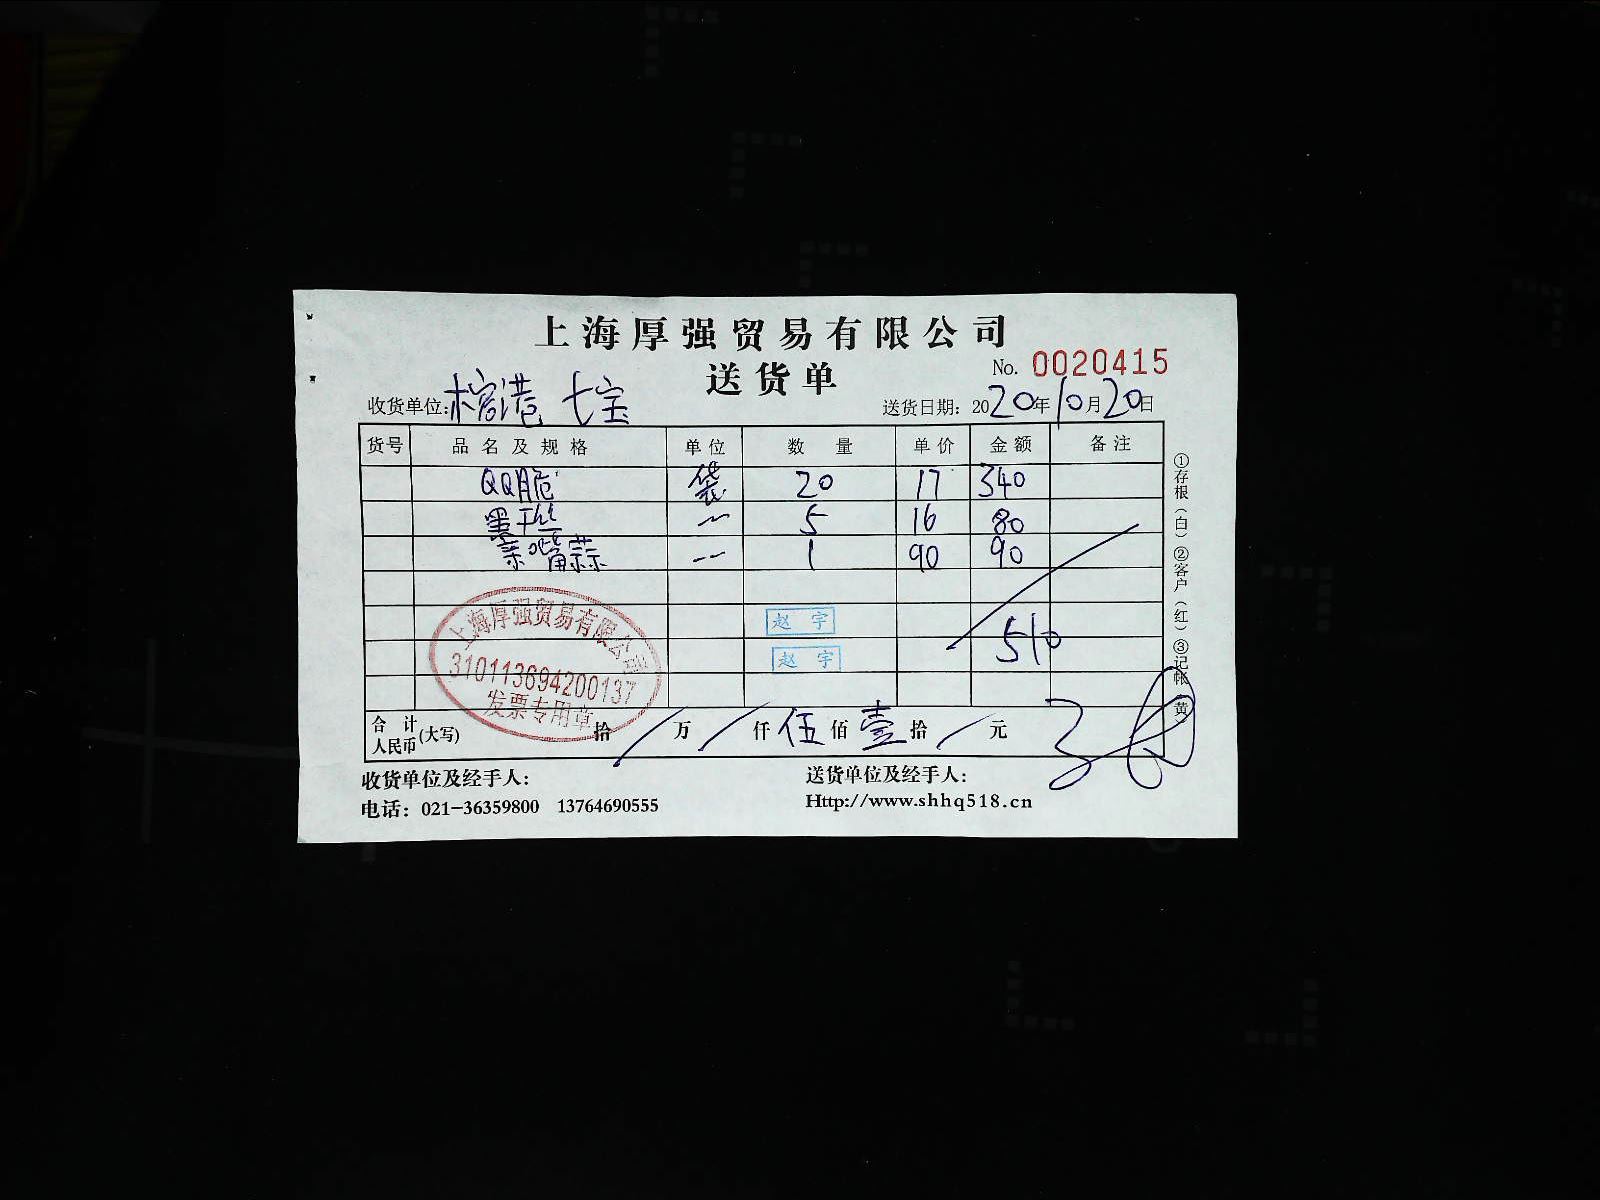 上海厚强贸易有限公司
送货单
No. 0020415
收货单位: 七宝
送货日期: 2020年10月20日
货号 品名及规格 单位 数量 单价 金额 备注
QQ脆 袋 20 17 340
5 16 80
亲嘴蒜 1 90 90
赵宇
510
赵宇
上海厚强贸易有限公司
310113694200137
发票专用章
合计人民币(大写) 拾 / 万 / 仟 伍 佰 壹 拾 / 元
①存根(白)②客户(红)③记帐(黄)
收货单位及经手人:
送货单位及经手人:
电话: 021-36359800 13764690555
Http://www.shhq518.cn